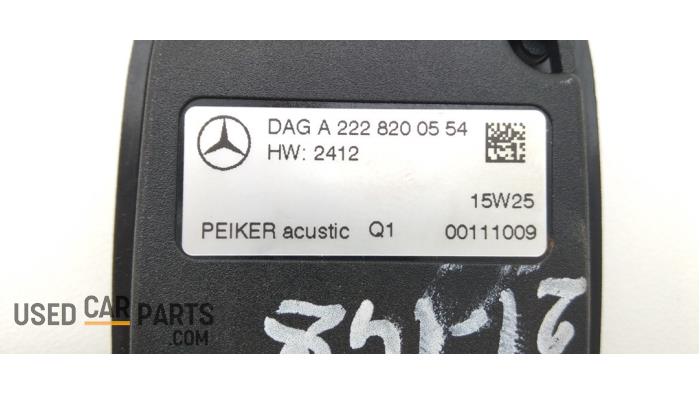 DAG A 222 820 05 54
HW: 2412
15W25
PEIKER acustic Q1 00111009
USED CAR PARTS.COM